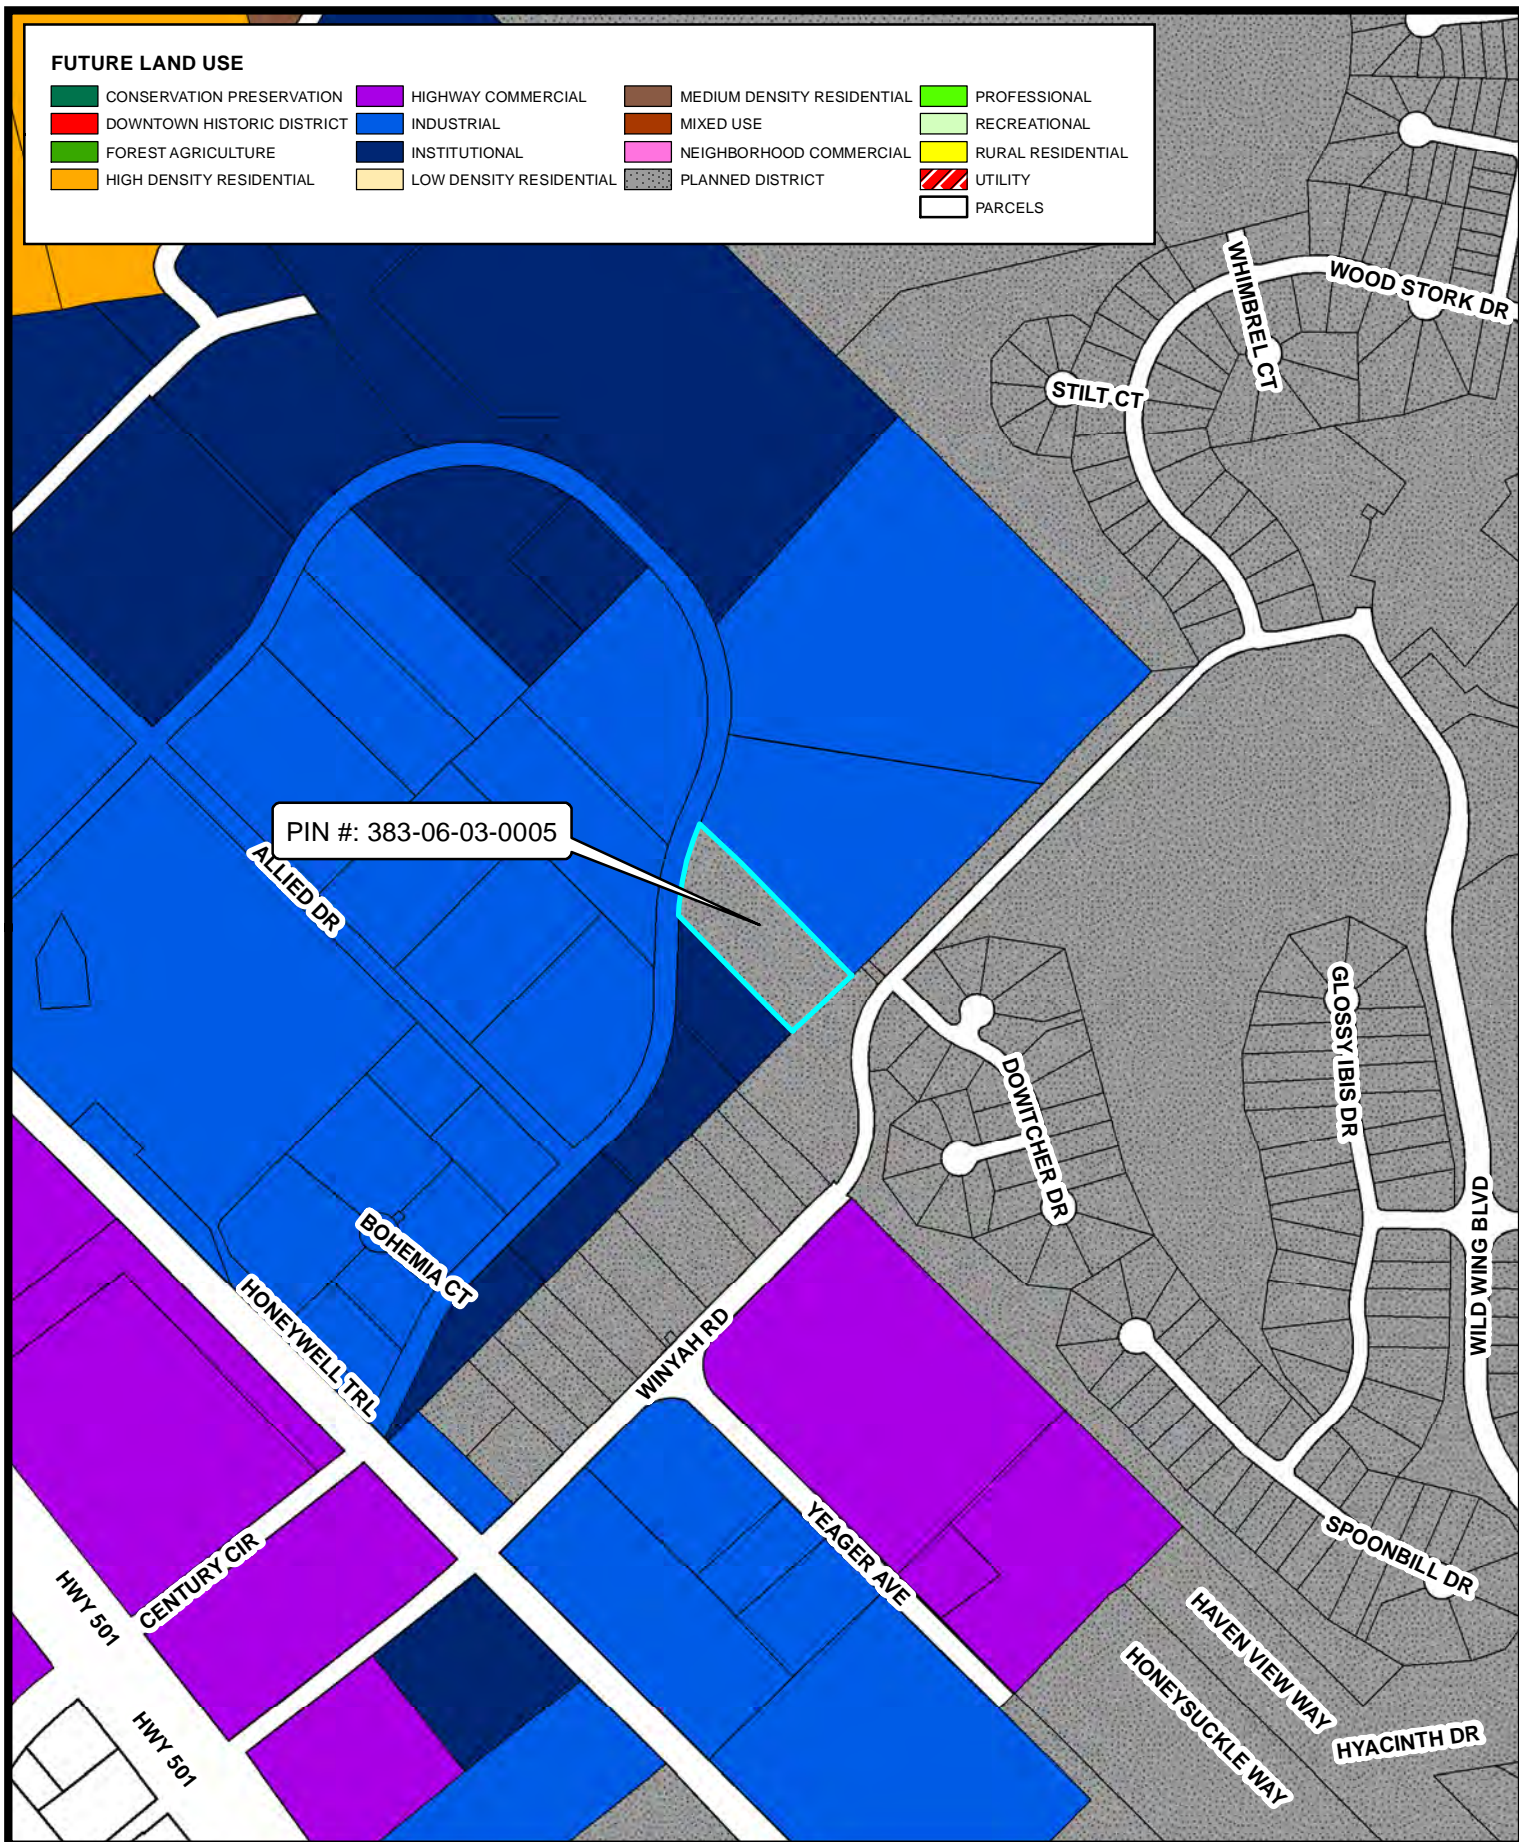 FUTURE LAND USE
CONSERVATION PRESERVATION
DOWNTOWN HISTORIC DISTRICT
FOREST AGRICULTURE
HIGH DENSITY RESIDENTIAL
HIGHWAY COMMERCIAL
INDUSTRIAL
INSTITUTIONAL
LOW DENSITY RESIDENTIAL
MEDIUM DENSITY RESIDENTIAL
MIXED USE
NEIGHBORHOOD COMMERCIAL
PLANNED DISTRICT
PROFESSIONAL
RECREATIONAL
RURAL RESIDENTIAL
UTILITY
PARCELS
WHIMBREL CT
WOOD STORK DR
STILT CT
PIN #: 383-06-03-0005
ALLIED DR
GLOSSY IBIS DR
DOWITCHER DR
BOHEMIA CT
WILD WING BLVD
HONEYWELL TRL
WINYAH RD
YEAGER AVE
SPOONBILL DR
CENTURY CIR
HWY 501
HAVEN VIEW WAY
HONEYSUCKLE WAY
HWY 501
HYACINTH DR